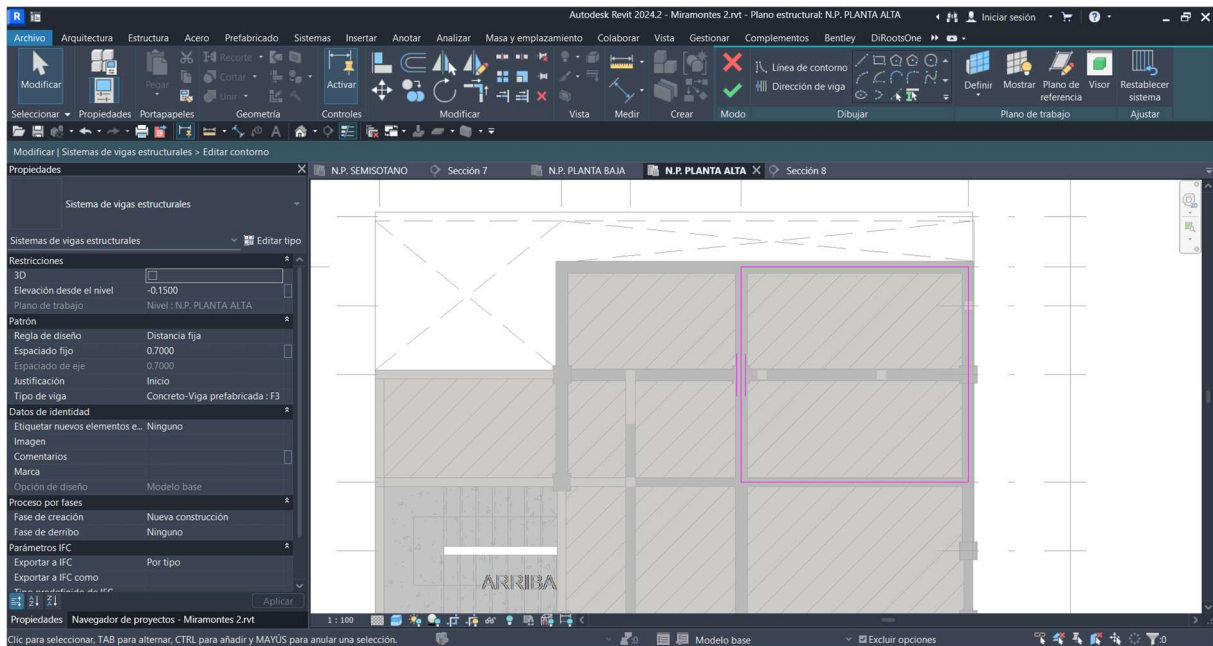 R
Autodesk Revit 2024.2 - Miramontes 2.rvt - Plano estructural: N.P. PLANTA ALTA
Iniciar sesión
Archivo Arquitectura Estructura Acero Prefabricado Sistemas Insertar Anotar Analizar Masa y emplazamiento Colaborar Vista Gestionar Complementos Bentley DiRootsOne
Modificar
Pegar
Recorte
Cortar
Unir
Activar
Línea de contorno
Dirección de viga
Definir
Mostrar
Plano de referencia
Visor
Restablecer sistema
Seleccionar Propiedades Portapapeles Geometría Controles Modificar Vista Medir Crear Modo Dibujar Plano de trabajo Ajustar
Modificar | Sistemas de vigas estructurales > Editar contorno
Propiedades
N.P. SEMISOTANO Sección 7 N.P. PLANTA BAJA N.P. PLANTA ALTA Sección 8
Sistema de vigas estructurales
Sistemas de vigas estructurales Editar tipo
Restricciones
3D
Elevación desde el nivel -0.1500
Plano de trabajo Nivel : N.P. PLANTA ALTA
Patrón
Regla de diseño Distancia fija
Espaciado fijo 0.7000
Espaciado de eje 0.7000
Justificación Inicio
Tipo de viga Concreto-Viga prefabricada : F3
Datos de identidad
Etiquetar nuevos elementos e... Ninguno
Imagen
Comentarios
Marca
Opción de diseño Modelo base
Proceso por fases
Fase de creación Nueva construcción
Fase de derribo Ninguno
Parámetros IFC
Exportar a IFC Por tipo
Exportar a IFC como
Aplicar
ARRIBA
Propiedades Navegador de proyectos - Miramontes 2.rvt
1 : 100
Clic para seleccionar, TAB para alternar, CTRL para añadir y MAYÚS para anular una selección.
:0
Modelo base
Excluir opciones
:0